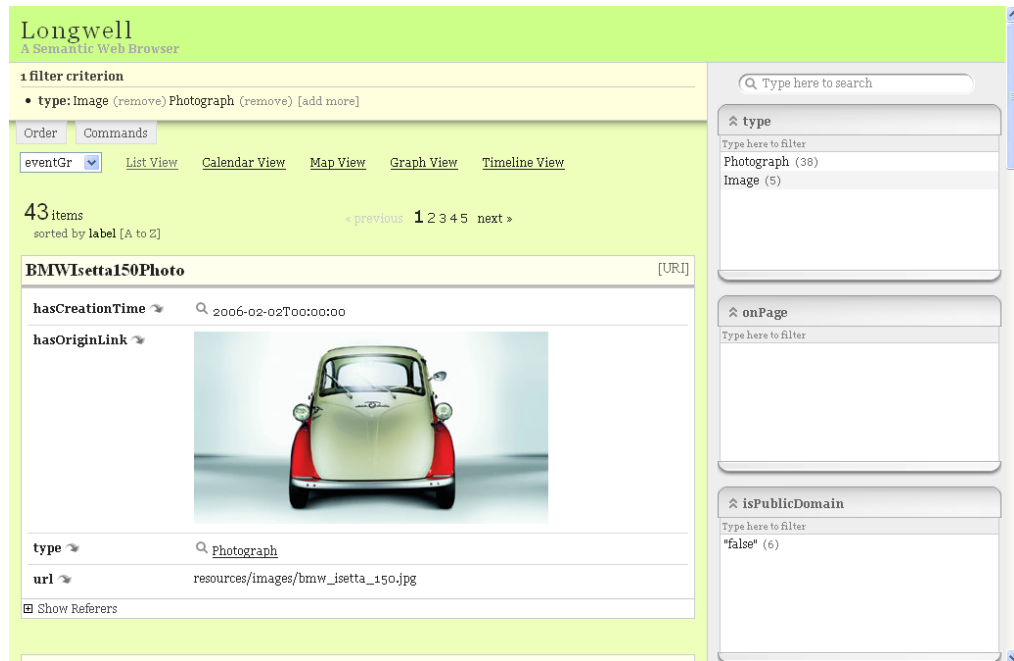 Longwell
A Semantic Web Browser
1 filter criterion
• type: Image (remove) Photograph (remove) [add more]
Order Commands
eventGr List View Calendar View Map View Graph View Timeline View
43 items
sorted by label [A to Z]
« previous 1 2 3 4 5 next »
BMWIsetta150Photo [URI]
hasCreationTime 2006-02-02T00:00:00
hasOriginLink
type Photograph
url resources/images/bmw_isetta_150.jpg
Show Referers
Type here to search
type
Type here to filter
Photograph (38)
Image (5)
onPage
Type here to filter
isPublicDomain
Type here to filter
"false" (6)